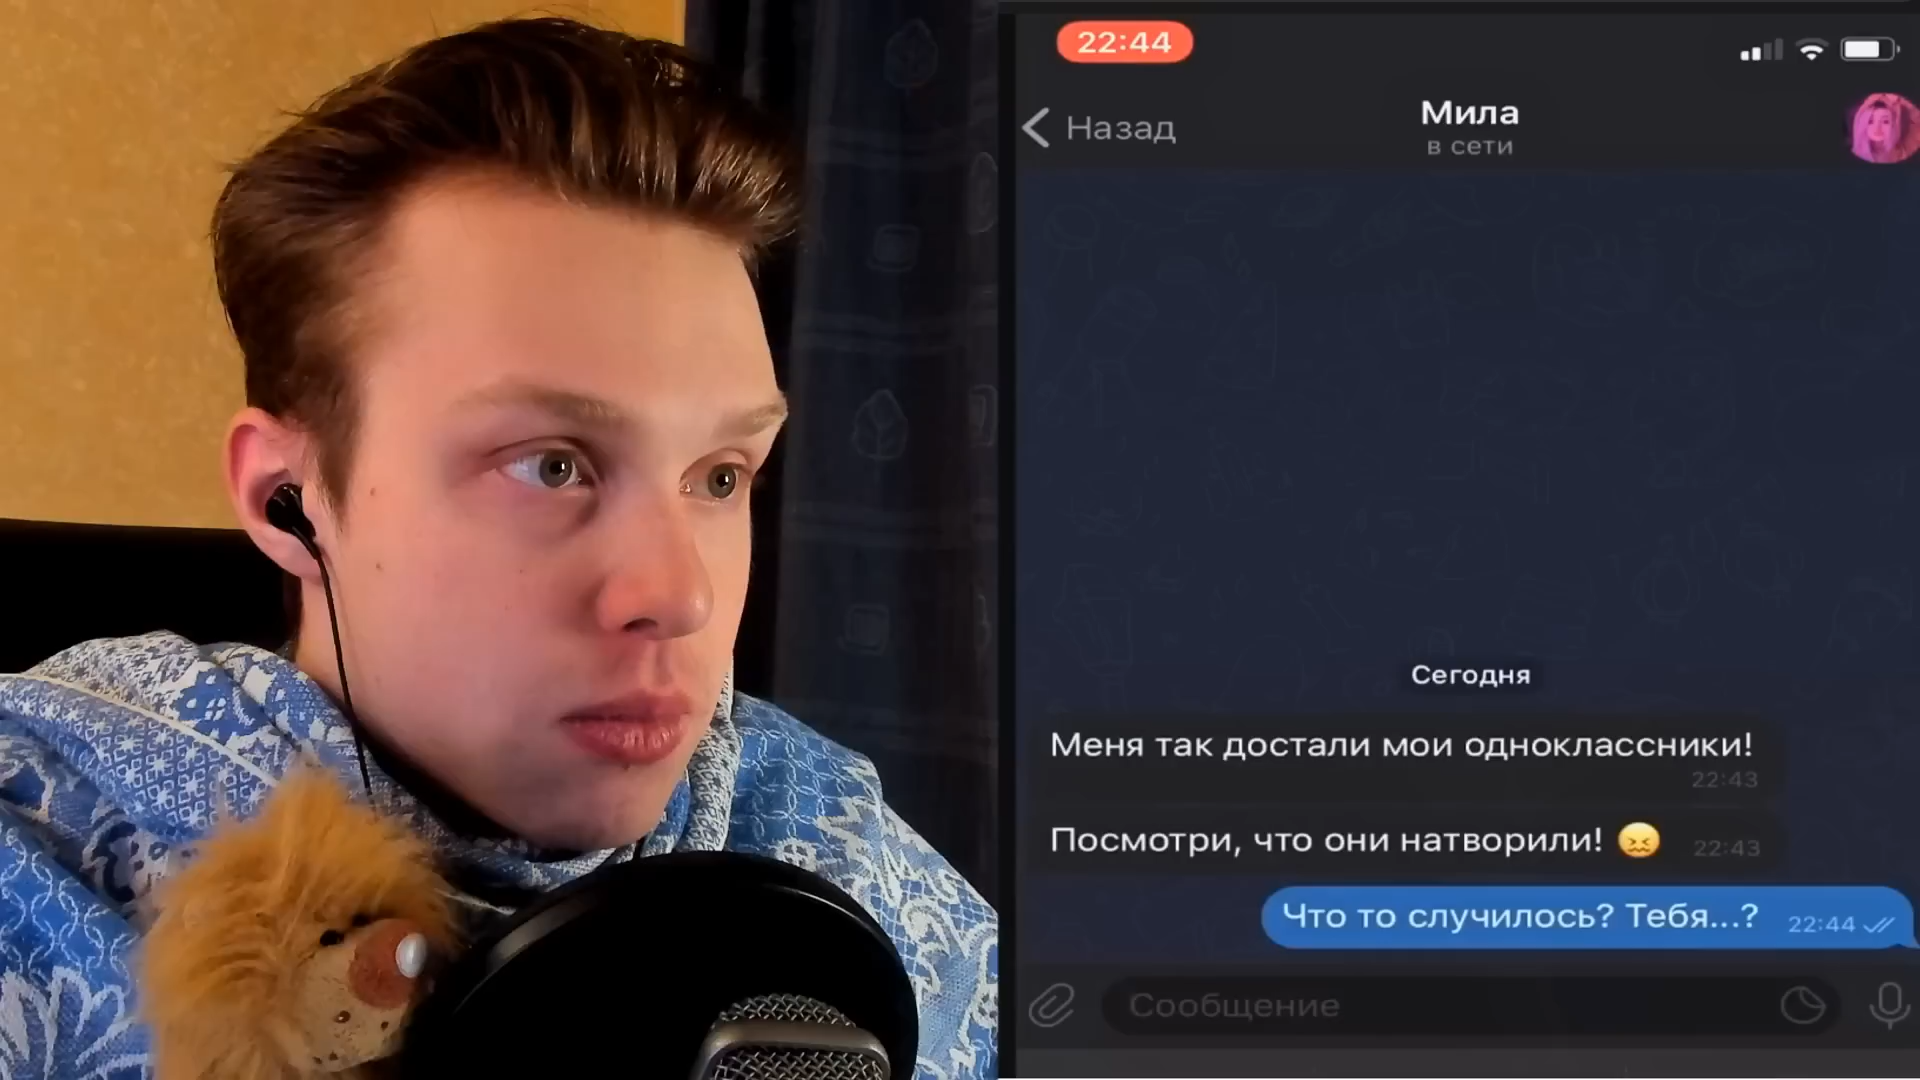 22:44
Назад
Мила
в сети
Сегодня
Меня так достали мои одноклассники!
22:43
Посмотри, что они натворили! 😖 22:43
Что то случилось? Тебя...? 22:44
Сообщение